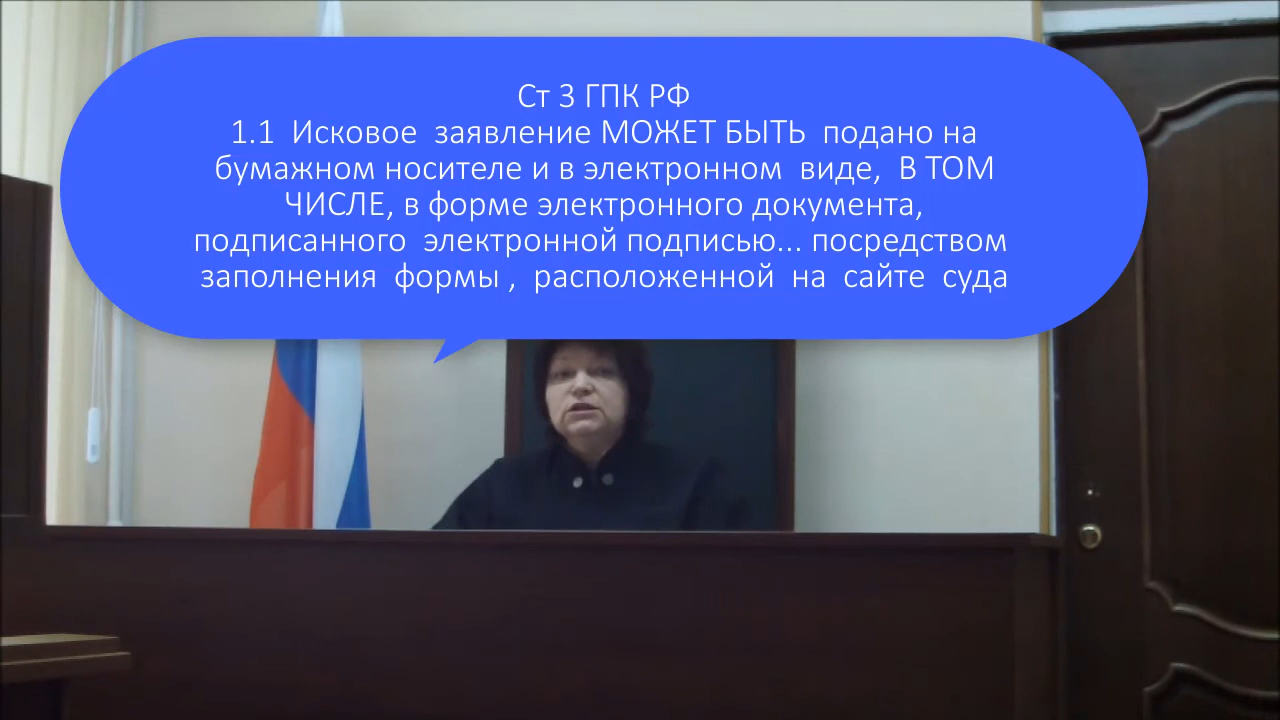 Ст 3 ГПК РФ
1.1 Исковое заявление МОЖЕТ БЫТЬ подано на
бумажном носителе и в электронном виде, В ТОМ
ЧИСЛЕ, в форме электронного документа,
подписанного электронной подписью... посредством
заполнения формы , расположенной на сайте суда